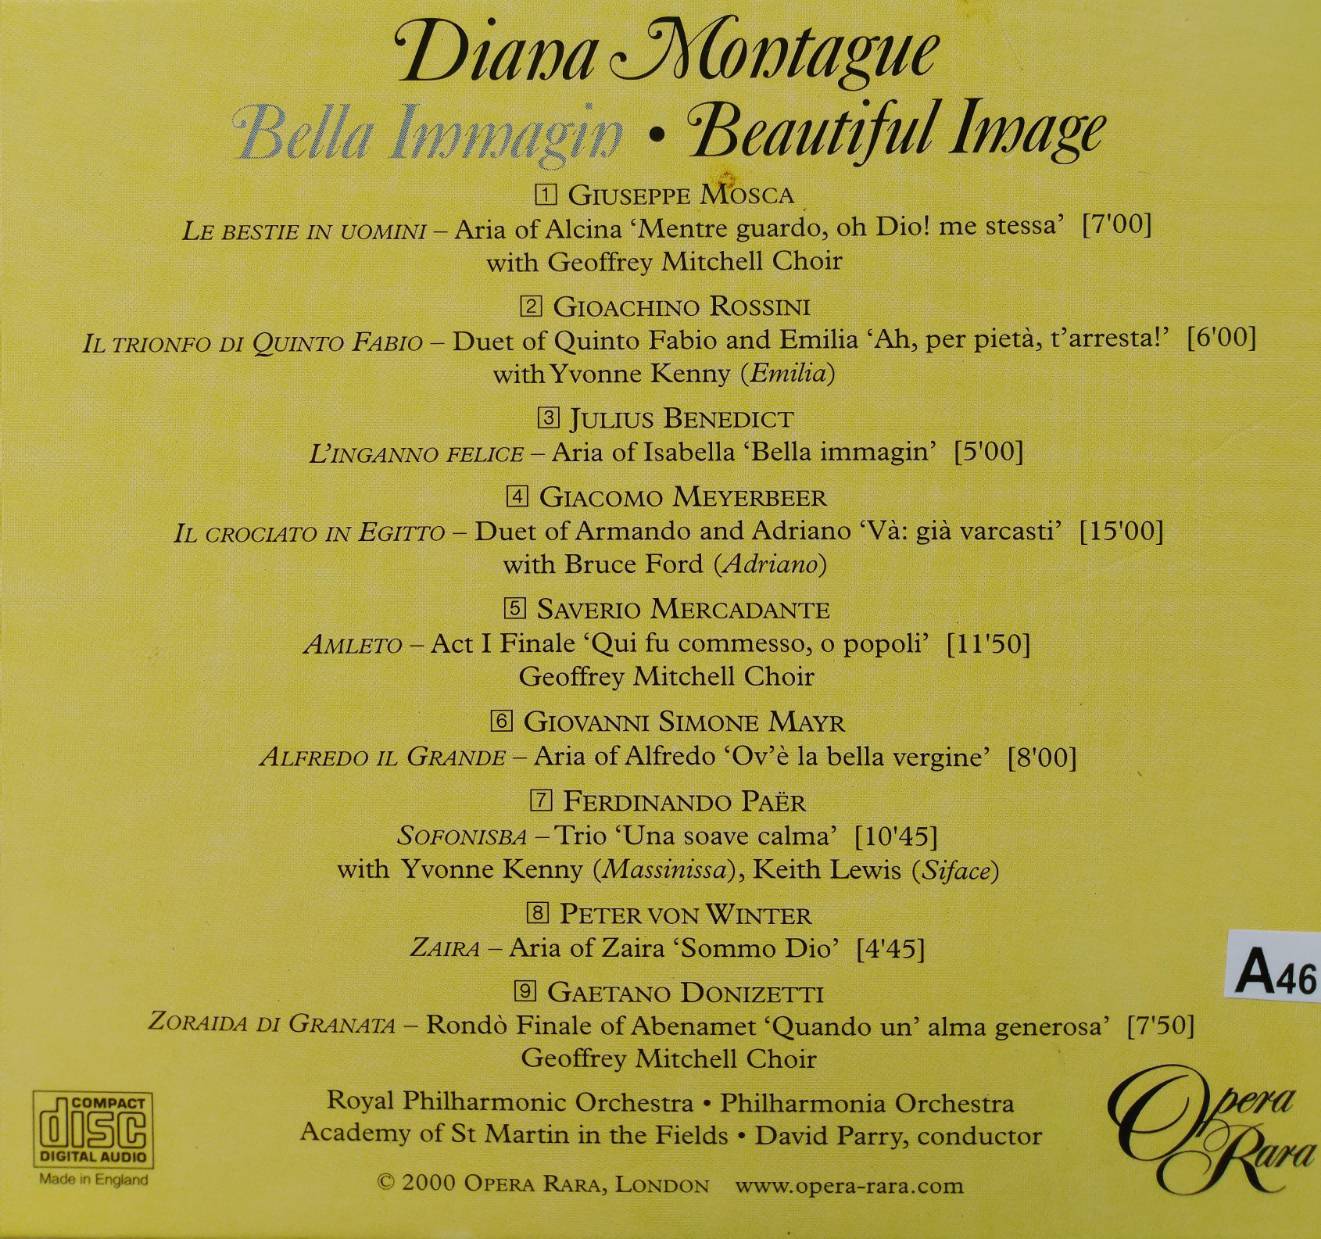 Diana Montague
Bella Immagin • Beautiful Image
1 GIUSEPPE MOSCA
LE BESTIE IN UOMINI – Aria of Alcina ‘Mentre guardo, oh Dio! me stessa’ [7'00]
with Geoffrey Mitchell Choir
2 GIOACHINO ROSSINI
IL TRIONFO DI QUINTO FABIO – Duet of Quinto Fabio and Emilia ‘Ah, per pietà, t’arresta!’ [6'00]
with Yvonne Kenny (Emilia)
3 JULIUS BENEDICT
L’INGANNO FELICE – Aria of Isabella ‘Bella immagin’ [5'00]
4 GIACOMO MEYERBEER
IL CROCIATO IN EGITTO – Duet of Armando and Adriano ‘Và: già varcasti’ [15'00]
with Bruce Ford (Adriano)
5 SAVERIO MERCADANTE
AMLETO – Act I Finale ‘Qui fu commesso, o popoli’ [11'50]
Geoffrey Mitchell Choir
6 GIOVANNI SIMONE MAYR
ALFREDO IL GRANDE – Aria of Alfredo ‘Ov’è la bella vergine’ [8'00]
7 FERDINANDO PAËR
SOFONISBA – Trio ‘Una soave calma’ [10'45]
with Yvonne Kenny (Massinissa), Keith Lewis (Siface)
8 PETER VON WINTER
ZAIRA – Aria of Zaira ‘Sommo Dio’ [4'45]
A46
9 GAETANO DONIZETTI
ZORAIDA DI GRANATA – Rondò Finale of Abenamet ‘Quando un’ alma generosa’ [7'50]
Geoffrey Mitchell Choir
Royal Philharmonic Orchestra • Philharmonia Orchestra
Academy of St Martin in the Fields • David Parry, conductor
© 2000 OPERA RARA, LONDON www.opera-rara.com
COMPACT
disc
DIGITAL AUDIO
Made in England
Opera
Rara